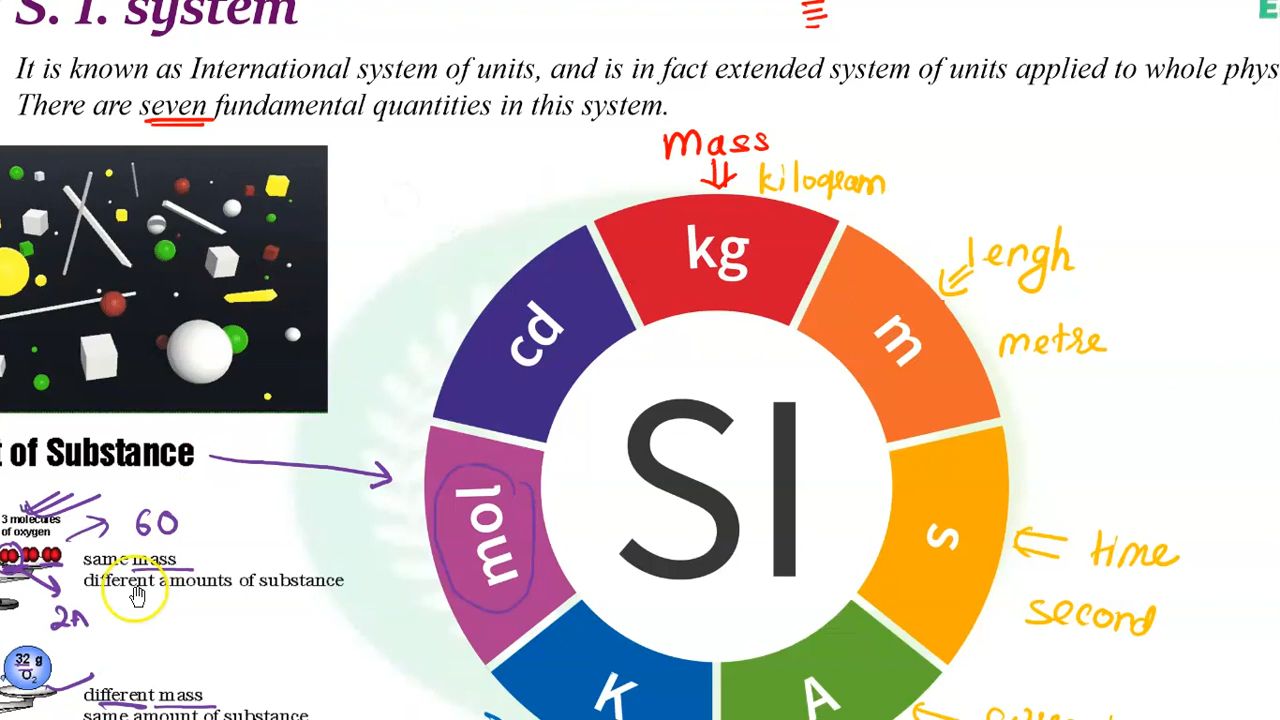 S. I. system
It is known as International system of units, and is in fact extended system of units applied to whole phys
There are seven fundamental quantities in this system.
Mass
kilogram
kg
lengh
m
metre
cd
SI
t of Substance
mol
s
time
second
3 molecules
of oxygen
60
same mass
different amounts of substance
2A
32 g
O2
different mass
same amount of substance
K
A